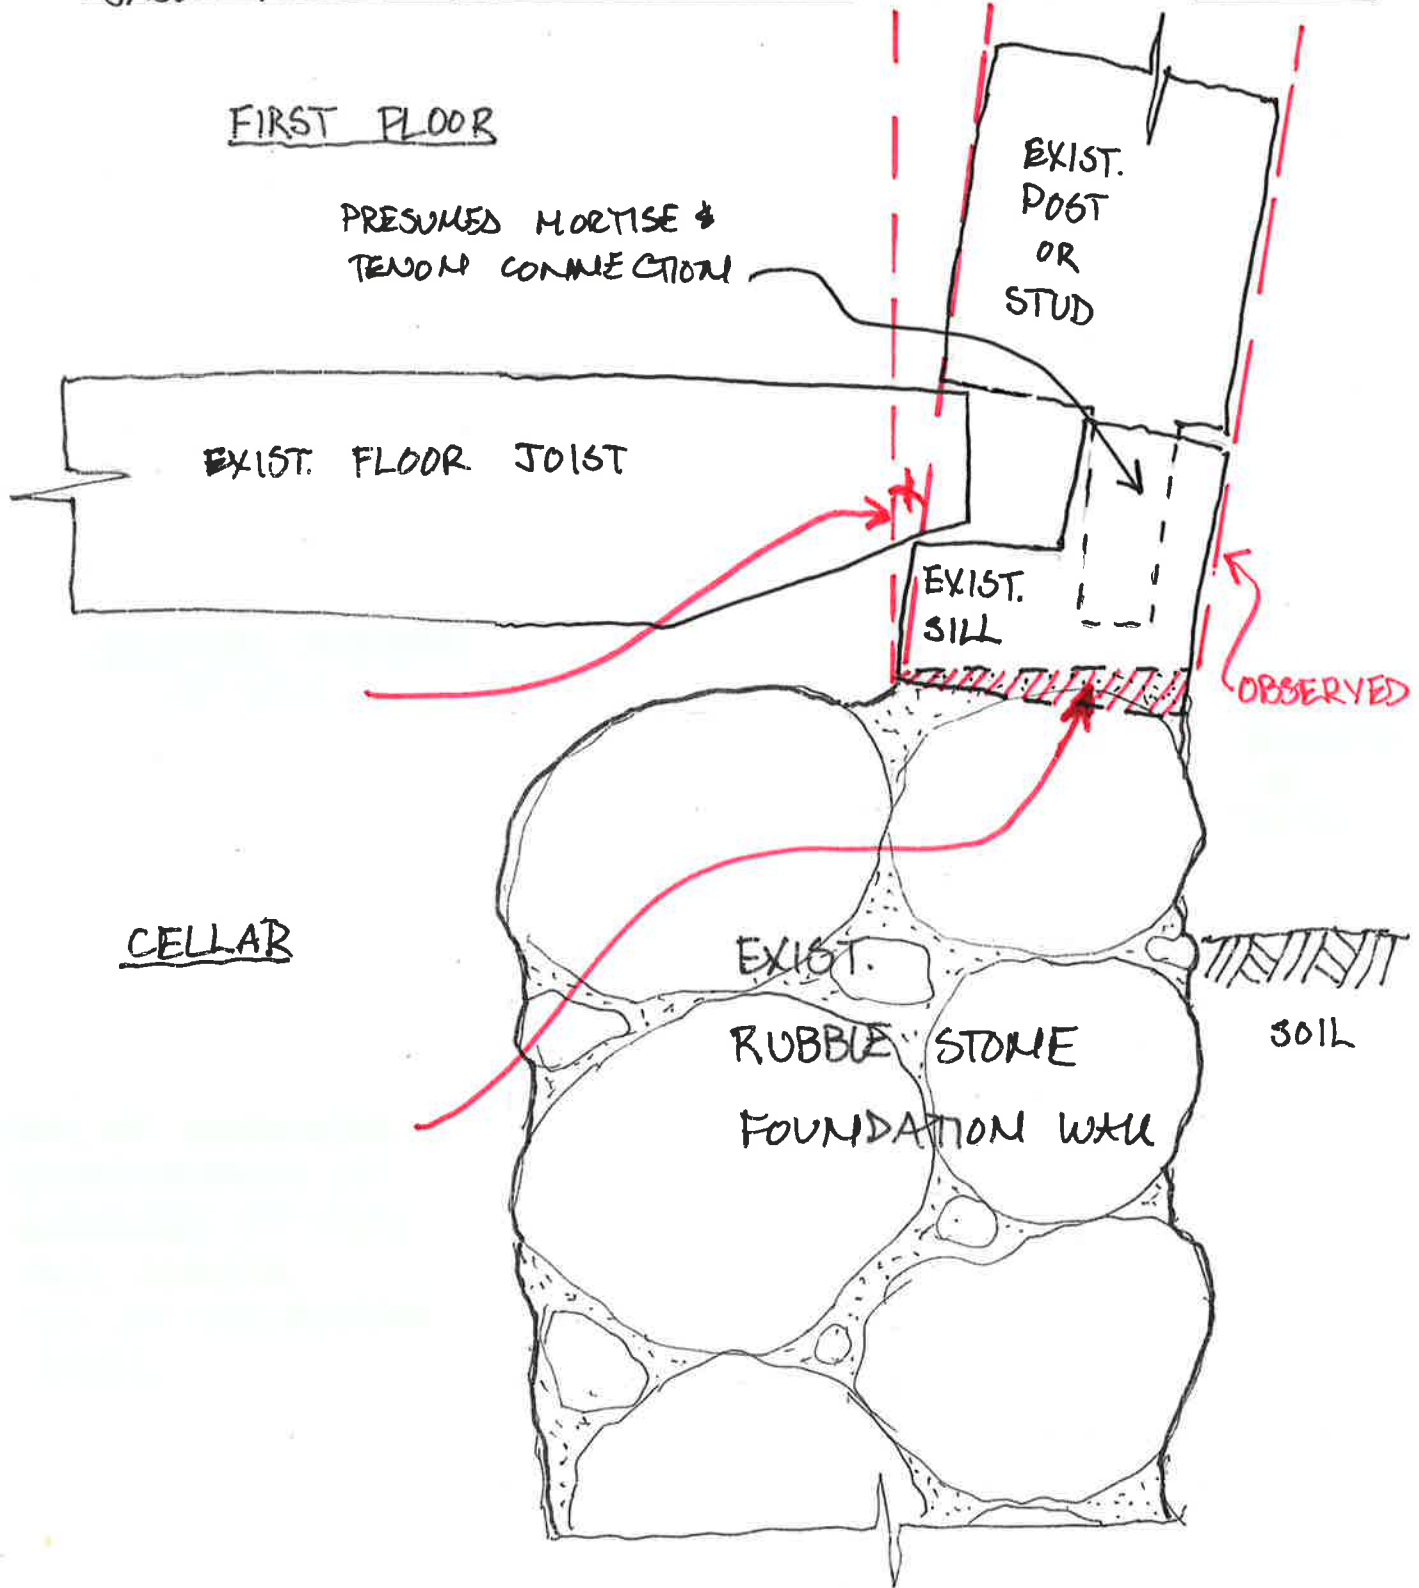 FIRST FLOOR
PRESUMED MORTISE &
TENON CONNECTION
EXIST.
POST
OR
STUD
EXIST. FLOOR JOIST
EXIST.
SILL
OBSERVED
CELLAR
EXIST.
RUBBLE STONE
FOUNDATION WALL
SOIL